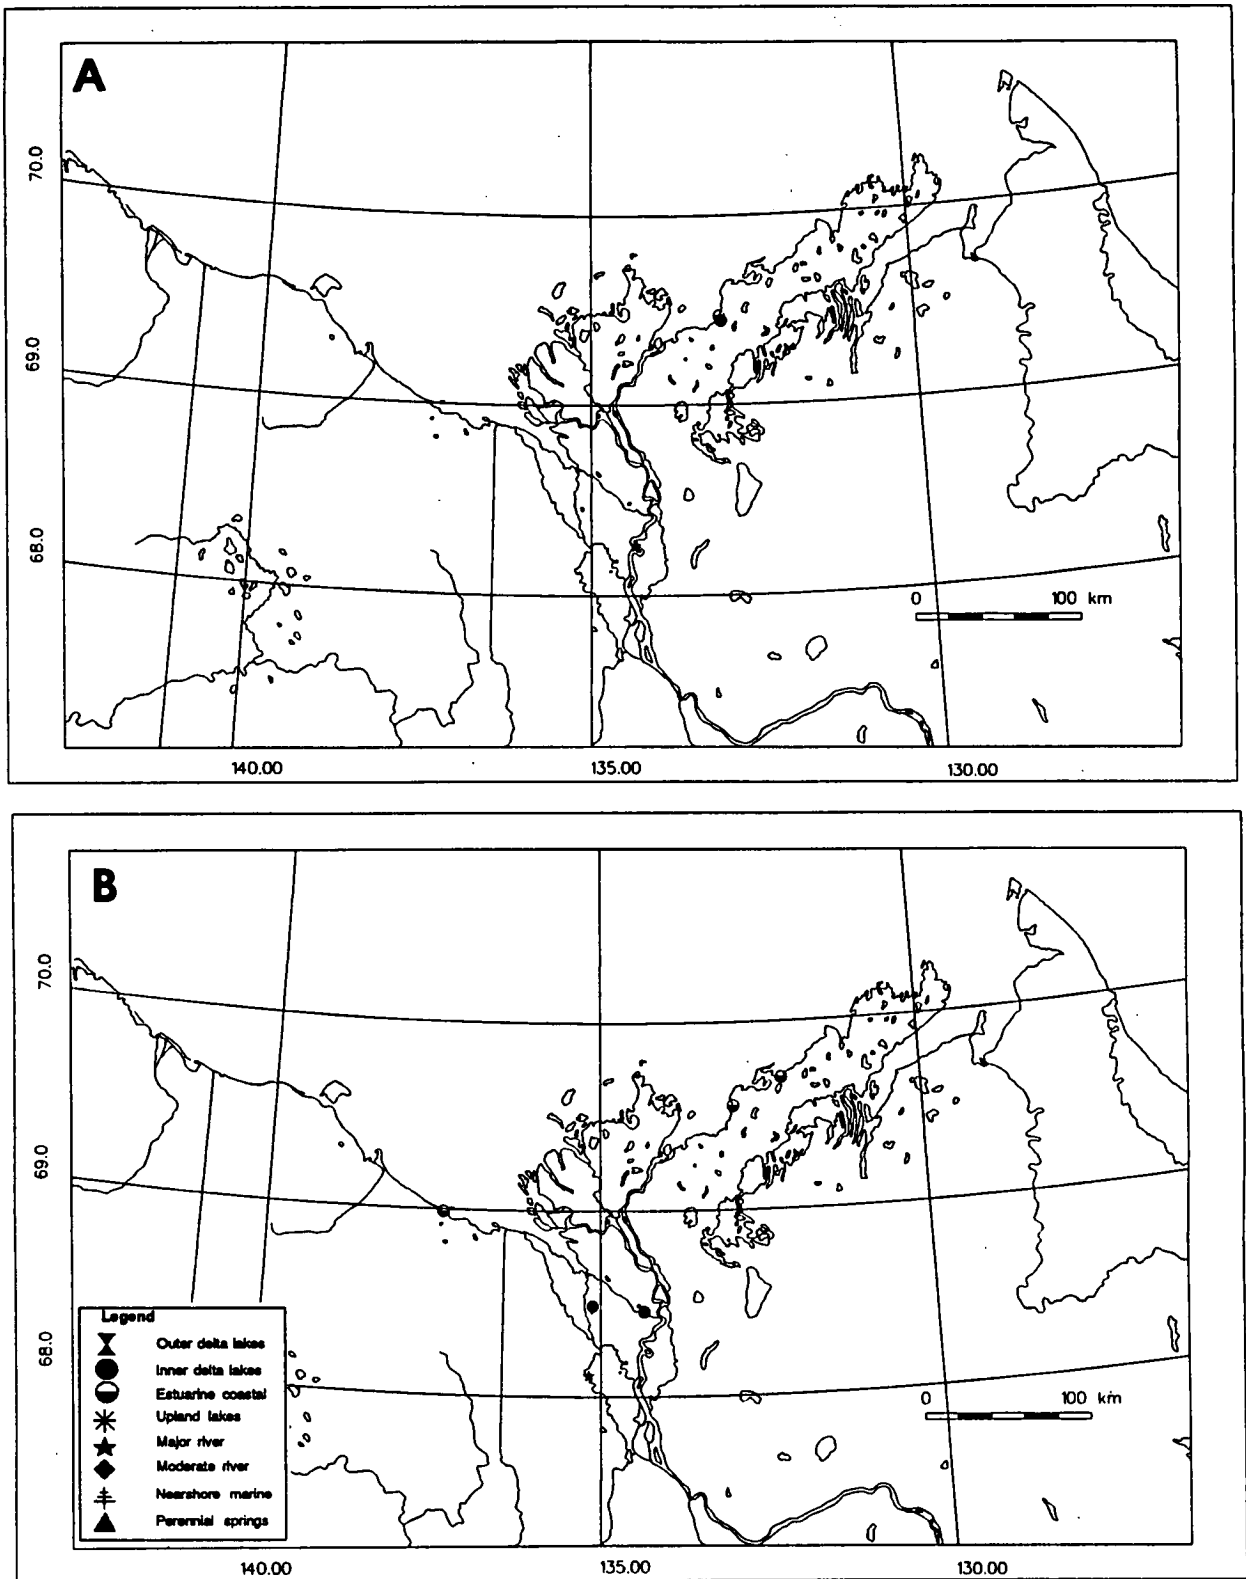 A
70.0
69.0
68.0
0 100 km
140.00 135.00 130.00
B
70.0
69.0
68.0
Legend
Outer delta lakes
Inner delta lakes
Estuarine coastal
Upland lakes
Major river
Moderate river
Nearshore marine
Perennial springs
0 100 km
140.00 135.00 130.00